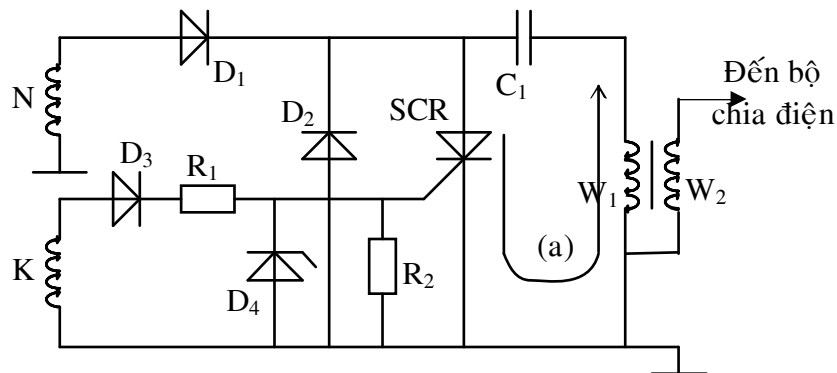 D1
C1
Đến bộ
chia điện
N
D2
SCR
D3
R1
W1
W2
K
D4
R2
(a)